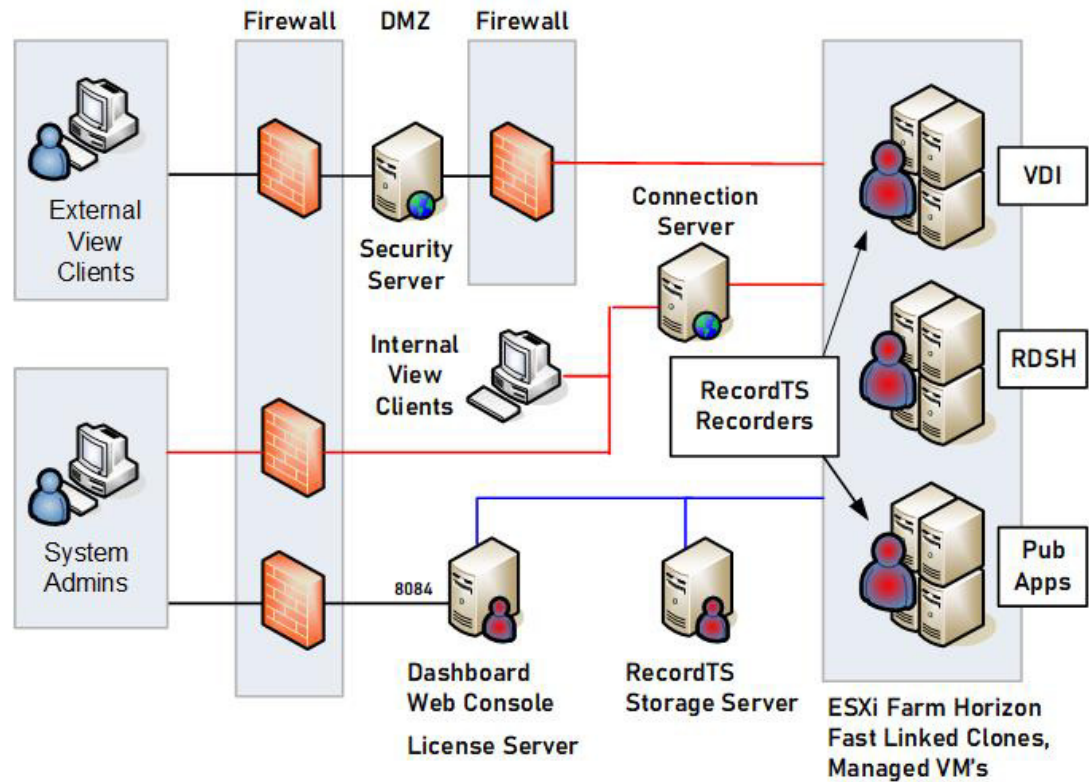 Firewall
DMZ
Firewall
External
View
Clients
Security
Server
Connection
Server
VDI
Internal
View
Clients
RecordTS
Recorders
RDSH
System
Admins
8084
Pub
Apps
Dashboard
Web Console
License Server
RecordTS
Storage Server
ESXi Farm Horizon
Fast Linked Clones,
Managed VM's